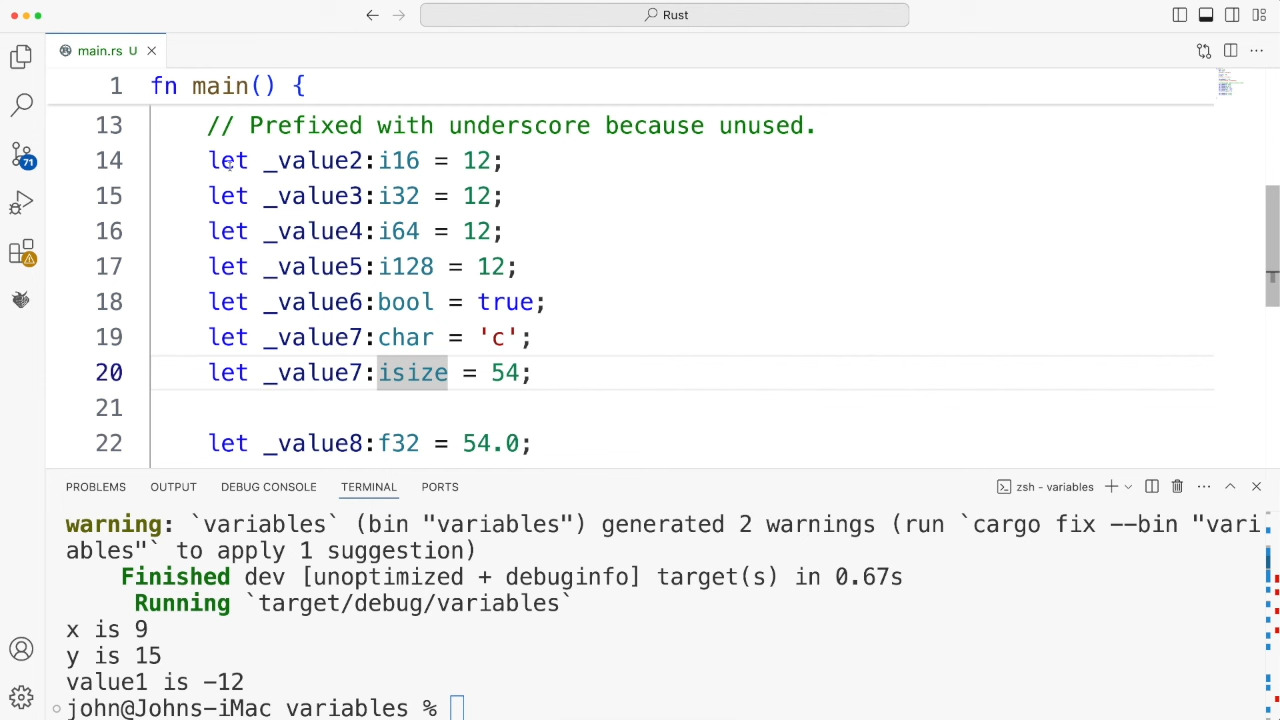 Rust
main.rs U
1 fn main() {
13 // Prefixed with underscore because unused.
14 let _value2:i16 = 12;
15 let _value3:i32 = 12;
16 let _value4:i64 = 12;
17 let _value5:i128 = 12;
18 let _value6:bool = true;
19 let _value7:char = 'c';
20 let _value7:isize = 54;
21
22 let _value8:f32 = 54.0;
71
PROBLEMS OUTPUT DEBUG CONSOLE TERMINAL PORTS zsh - variables
warning: `variables` (bin "variables") generated 2 warnings (run `cargo fix --bin "vari
ables"` to apply 1 suggestion)
Finished dev [unoptimized + debuginfo] target(s) in 0.67s
Running `target/debug/variables`
x is 9
y is 15
value1 is -12
john@Johns-iMac variables %